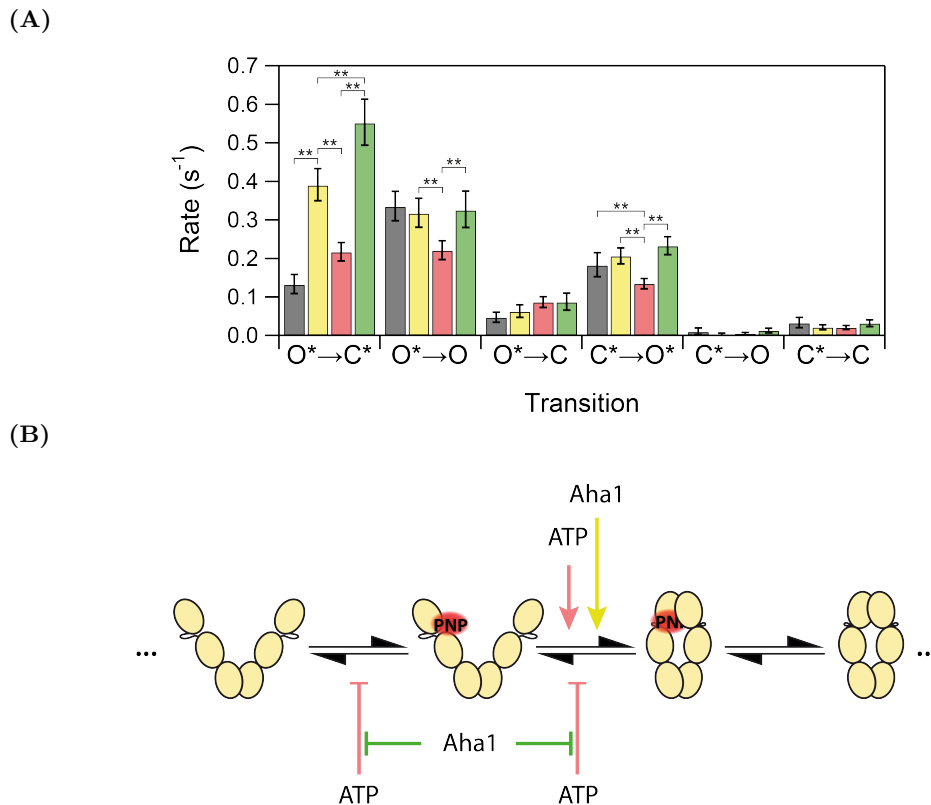 (A)
0.7
0.6
0.5
0.4
0.3
0.2
0.1
0.0
Rate (s⁻¹)
** ** ** **
** **
** ** **
O*→C* O*→O O*→C C*→O* C*→O C*→C
Transition
(B)
Aha1
ATP
PNP PN
... ..
Aha1
ATP ATP